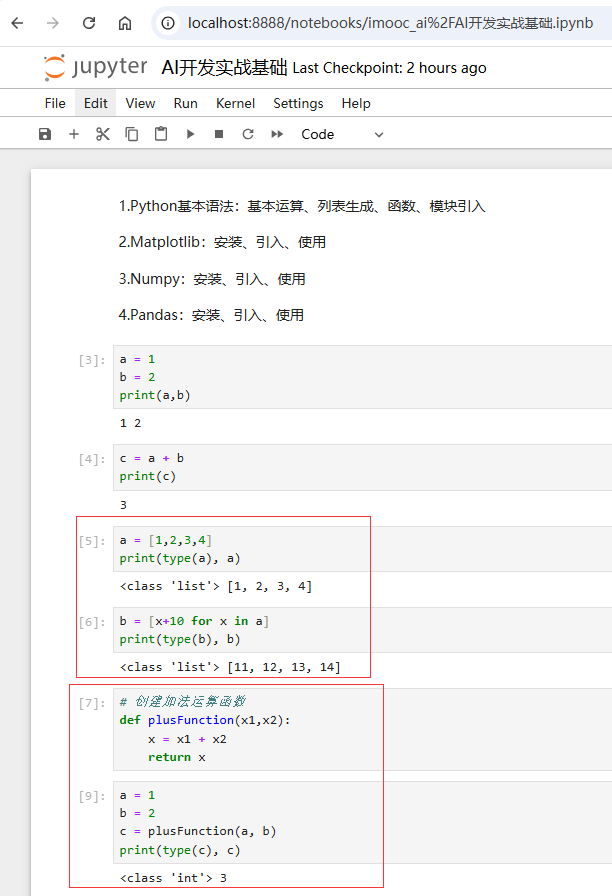 localhost:8888/notebooks/imooc_ai%2FAI开发实战基础.ipynb
jupyter AI开发实战基础 Last Checkpoint: 2 hours ago
File Edit View Run Kernel Settings Help
Code
1.Python基本语法：基本运算、列表生成、函数、模块引入
2.Matplotlib：安装、引入、使用
3.Numpy：安装、引入、使用
4.Pandas：安装、引入、使用
[3]: a = 1
b = 2
print(a,b)
1 2
[4]: c = a + b
print(c)
3
[5]: a = [1,2,3,4]
print(type(a), a)
<class 'list'> [1, 2, 3, 4]
[6]: b = [x+10 for x in a]
print(type(b), b)
<class 'list'> [11, 12, 13, 14]
[7]: # 创建加法运算函数
def plusFunction(x1,x2):
    x = x1 + x2
    return x
[9]: a = 1
b = 2
c = plusFunction(a, b)
print(type(c), c)
<class 'int'> 3